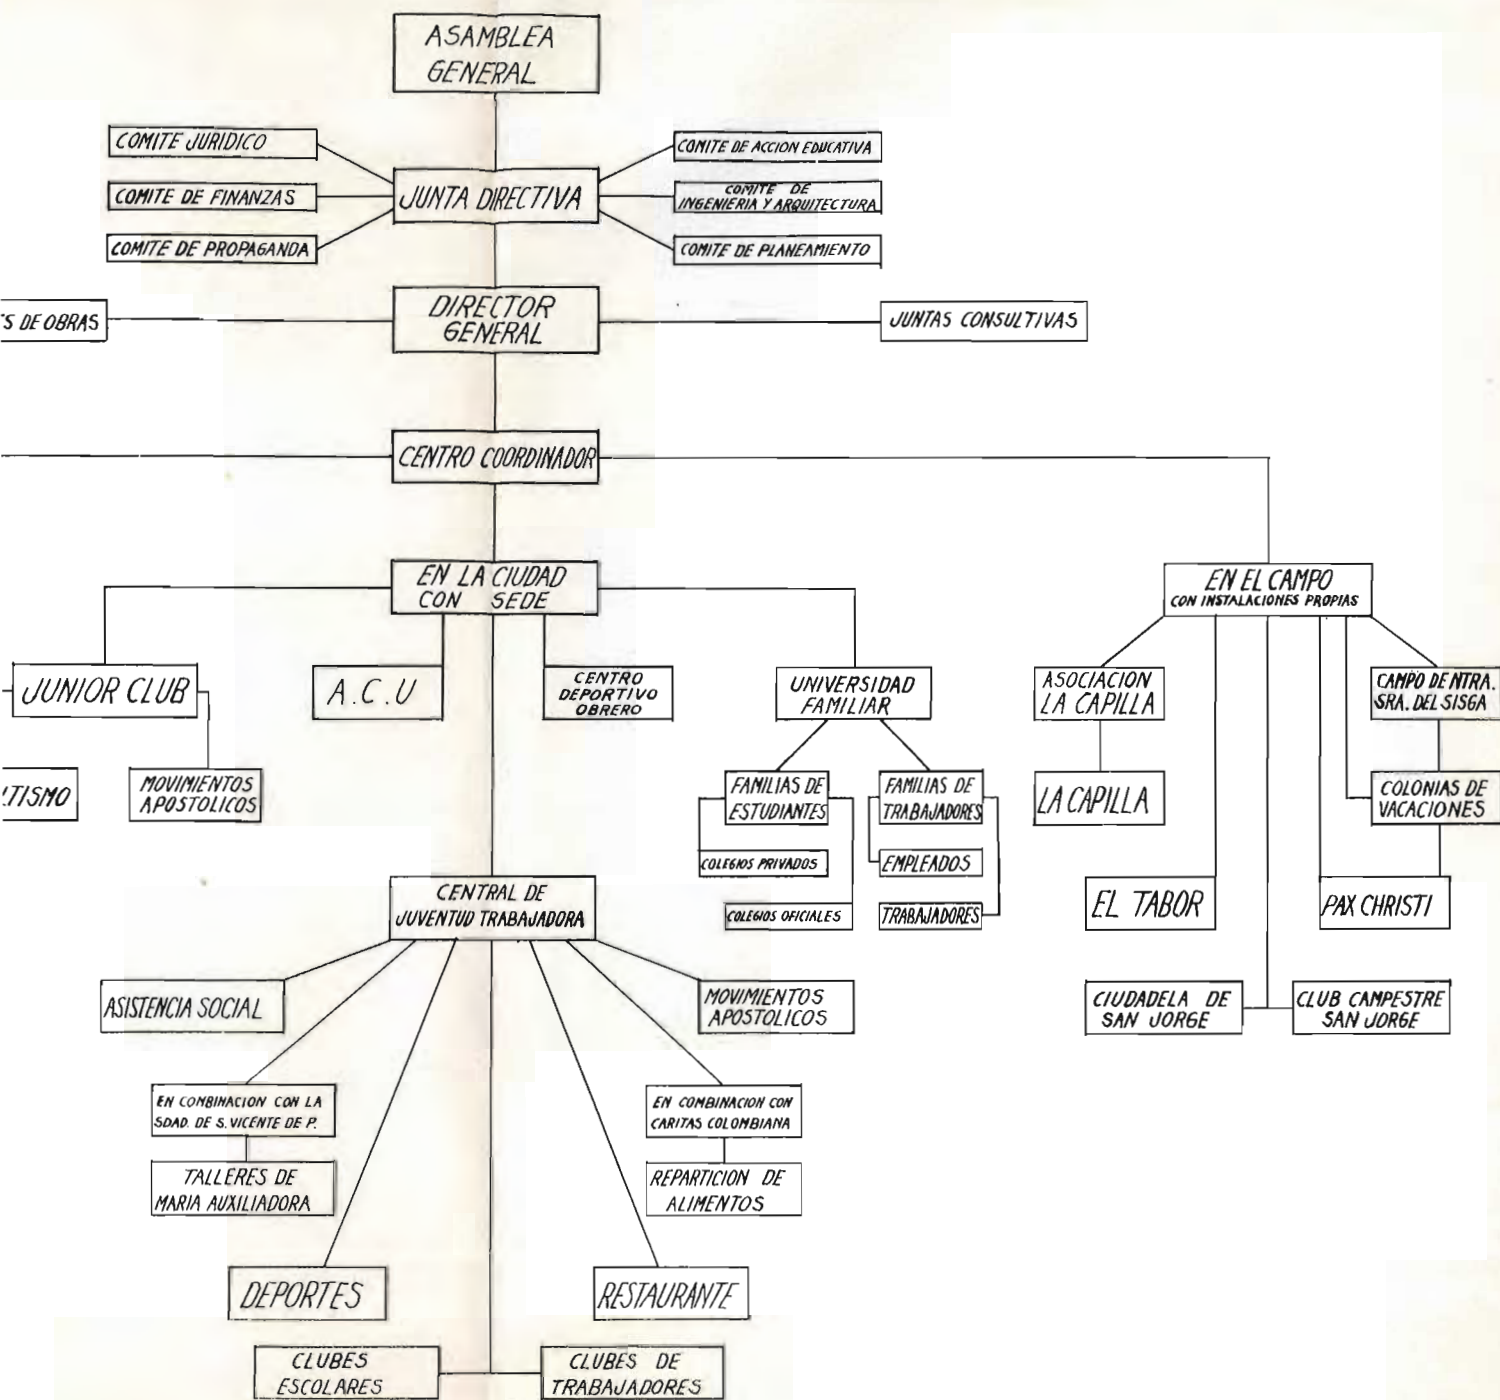 ASAMBLEA
GENERAL
COMITE JURIDICO
COMITE DE FINANZAS
COMITE DE PROPAGANDA
JUNTA DIRECTIVA
COMITE DE ACCION EDUCATIVA
COMITE DE
INGENIERIA Y ARQUITECTURA
COMITE DE PLANEAMIENTO
DE OBRAS
DIRECTOR
GENERAL
JUNTAS CONSULTIVAS
CENTRO COORDINADOR
EN LA CIUDAD
CON SEDE
EN EL CAMPO
CON INSTALACIONES PROPIAS
JUNIOR CLUB
A.C.U
CENTRO
DEPORTIVO
OBRERO
UNIVERSIDAD
FAMILIAR
ASOCIACION
LA CAPILLA
CAMPO DE NTRA.
SRA. DEL SISGA
MOVIMIENTOS
APOSTOLICOS
FAMILIAS DE
ESTUDIANTES
FAMILIAS DE
TRABAJADORES
LA CAPILLA
COLONIAS DE
VACACIONES
COLEGIOS PRIVADOS
EMPLEADOS
COLEGIOS OFICIALES
TRABAJADORES
CENTRAL DE
JUVENTUD TRABAJADORA
EL TABOR
PAX CHRISTI
ASISTENCIA SOCIAL
MOVIMIENTOS
APOSTOLICOS
CIUDADELA DE
SAN JORGE
CLUB CAMPESTRE
SAN JORGE
EN COMBINACION CON LA
SDAD. DE S. VICENTE DE P.
EN COMBINACION CON
CARITAS COLOMBIANA
TALLERES DE
MARIA AUXILIADORA
REPARTICION DE
ALIMENTOS
DEPORTES
RESTAURANTE
CLUBES
ESCOLARES
CLUBES DE
TRABAJADORES